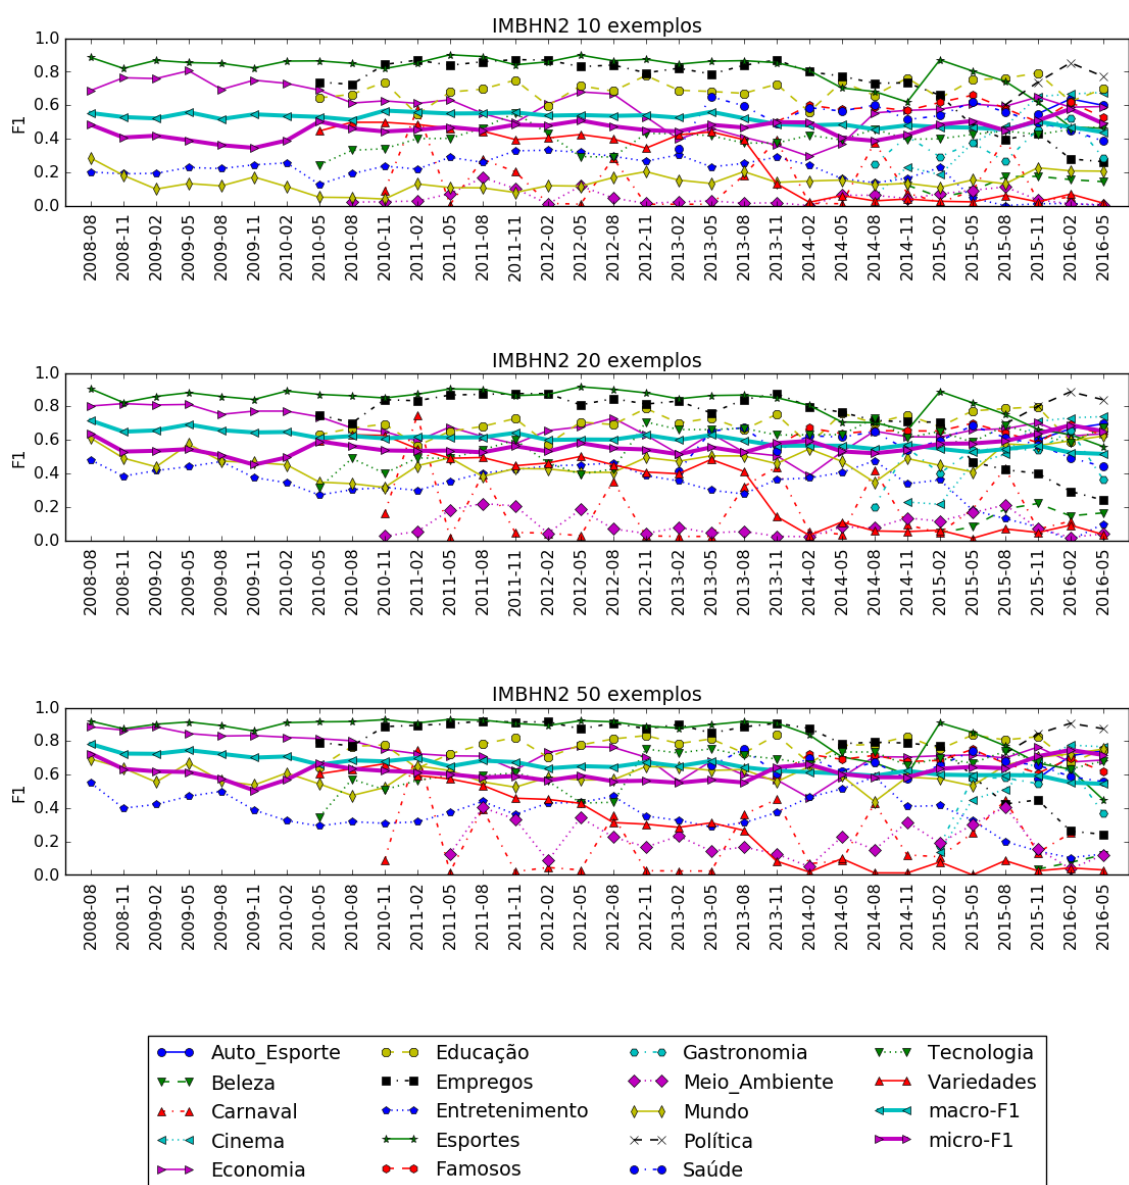 IMBHN2 10 exemplos
1.0
0.8
0.6
0.4
0.2
0.0
F1
2008-08 2008-11 2009-02 2009-05 2009-08 2009-11 2010-02 2010-05 2010-08 2010-11 2011-02 2011-05 2011-08 2011-11 2012-02 2012-05 2012-08 2012-11 2013-02 2013-05 2013-08 2013-11 2014-02 2014-05 2014-08 2014-11 2015-02 2015-05 2015-08 2015-11 2016-02 2016-05
IMBHN2 20 exemplos
1.0
0.8
0.6
0.4
0.2
0.0
F1
2008-08 2008-11 2009-02 2009-05 2009-08 2009-11 2010-02 2010-05 2010-08 2010-11 2011-02 2011-05 2011-08 2011-11 2012-02 2012-05 2012-08 2012-11 2013-02 2013-05 2013-08 2013-11 2014-02 2014-05 2014-08 2014-11 2015-02 2015-05 2015-08 2015-11 2016-02 2016-05
IMBHN2 50 exemplos
1.0
0.8
0.6
0.4
0.2
0.0
F1
2008-08 2008-11 2009-02 2009-05 2009-08 2009-11 2010-02 2010-05 2010-08 2010-11 2011-02 2011-05 2011-08 2011-11 2012-02 2012-05 2012-08 2012-11 2013-02 2013-05 2013-08 2013-11 2014-02 2014-05 2014-08 2014-11 2015-02 2015-05 2015-08 2015-11 2016-02 2016-05
Auto_Esporte
Beleza
Carnaval
Cinema
Economia
Educação
Empregos
Entretenimento
Esportes
Famosos
Gastronomia
Meio_Ambiente
Mundo
Política
Saúde
Tecnologia
Variedades
macro-F1
micro-F1